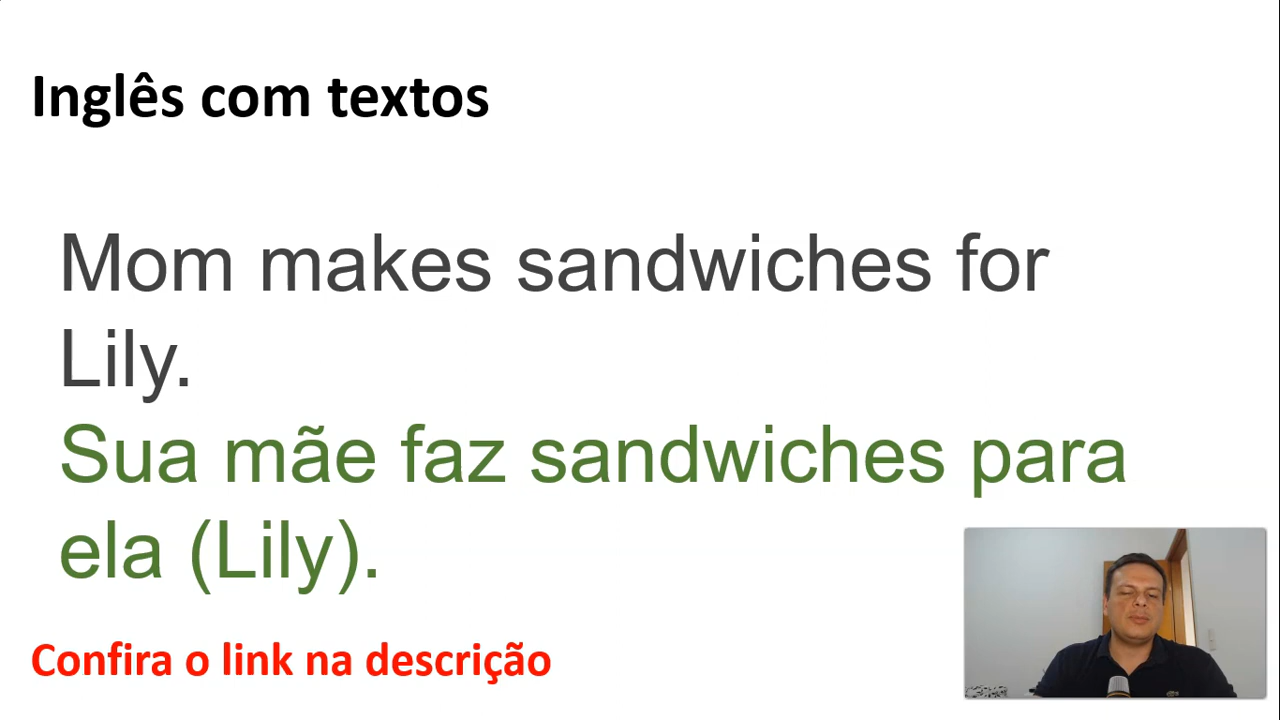 Inglês com textos
Mom makes sandwiches for
Lily.
Sua mãe faz sandwiches para
ela (Lily).
Confira o link na descrição